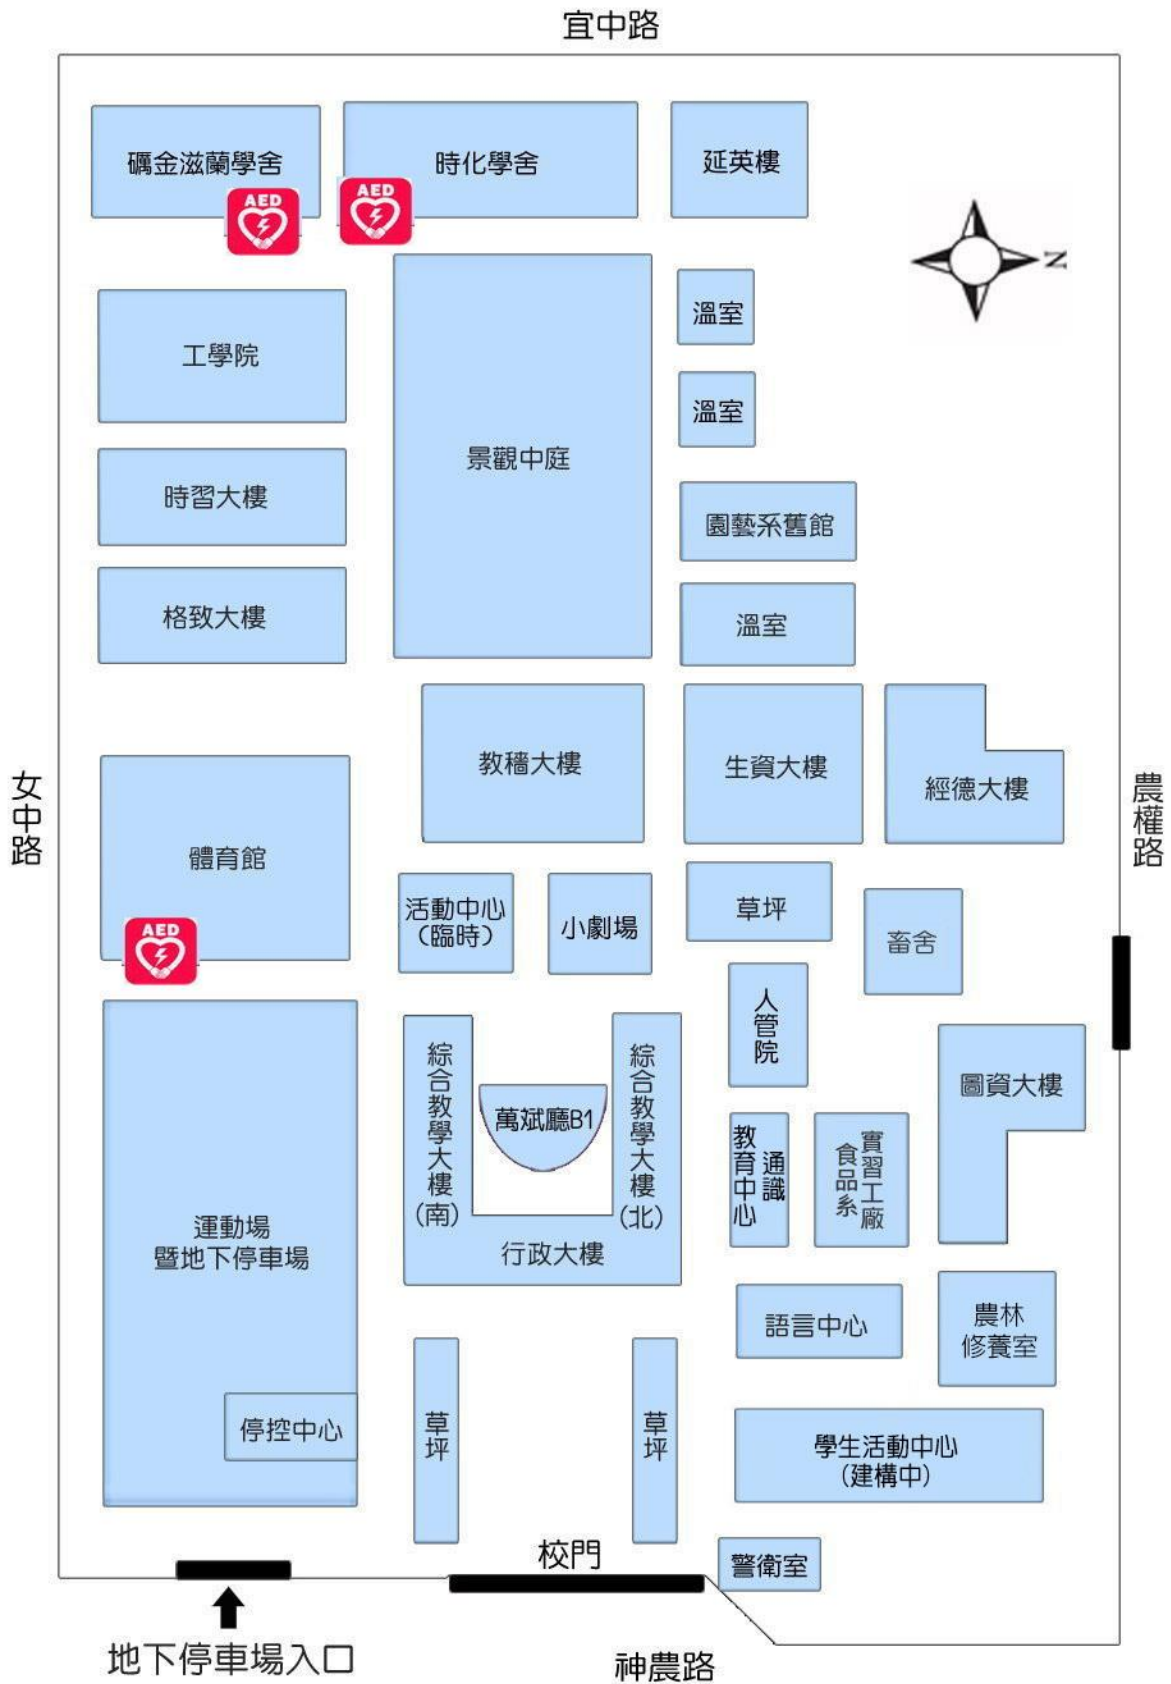 宜中路
礪金滋蘭學舍
時化學舍
延英樓
AED
AED
N
溫室
工學院
溫室
景觀中庭
時習大樓
園藝系舊館
格致大樓
溫室
教穡大樓
生資大樓
經德大樓
女中路
農權路
體育館
活動中心
(臨時)
小劇場
草坪
畜舍
AED
人管院
綜合教學大樓(南)
萬斌廳B1
綜合教學大樓(北)
圖資大樓
通識
教育中心
實習工廠
食品系
運動場
暨地下停車場
行政大樓
語言中心
農林
修養室
停控中心
草坪
草坪
學生活動中心
(建構中)
校門
警衛室
地下停車場入口
神農路